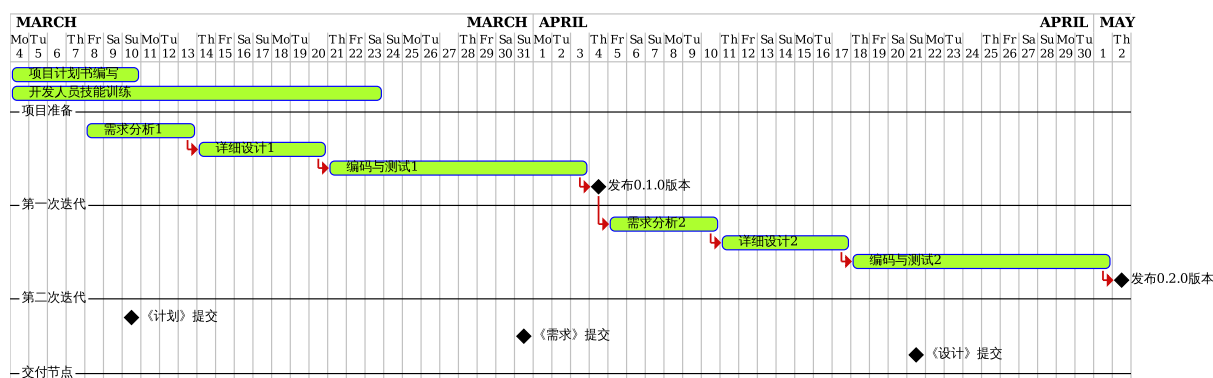 MARCH MARCH APRIL APRIL MAY
Mo Tu Th Fr Sa Su Mo Tu Th Fr Sa Su Mo Tu Th Fr Sa Su Mo Tu Th Fr Sa Su Mo Tu Th Fr Sa Su Mo Tu Th Fr Sa Su Mo Tu Th Fr Sa Su Mo Tu Th Fr Sa Su Mo Tu Th
4 5 6 7 8 9 10 11 12 13 14 15 16 17 18 19 20 21 22 23 24 25 26 27 28 29 30 31 1 2 3 4 5 6 7 8 9 10 11 12 13 14 15 16 17 18 19 20 21 22 23 24 25 26 27 28 29 30 1 2
项目计划书编写
开发人员技能训练
项目准备
需求分析1
详细设计1
编码与测试1
发布0.1.0版本
第一次迭代
需求分析2
详细设计2
编码与测试2
发布0.2.0版本
第二次迭代
《计划》提交
《需求》提交
《设计》提交
交付节点